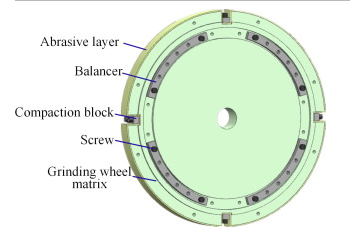 Abrasive layer
Balancer
Compaction block
Screw
Grinding wheel
matrix